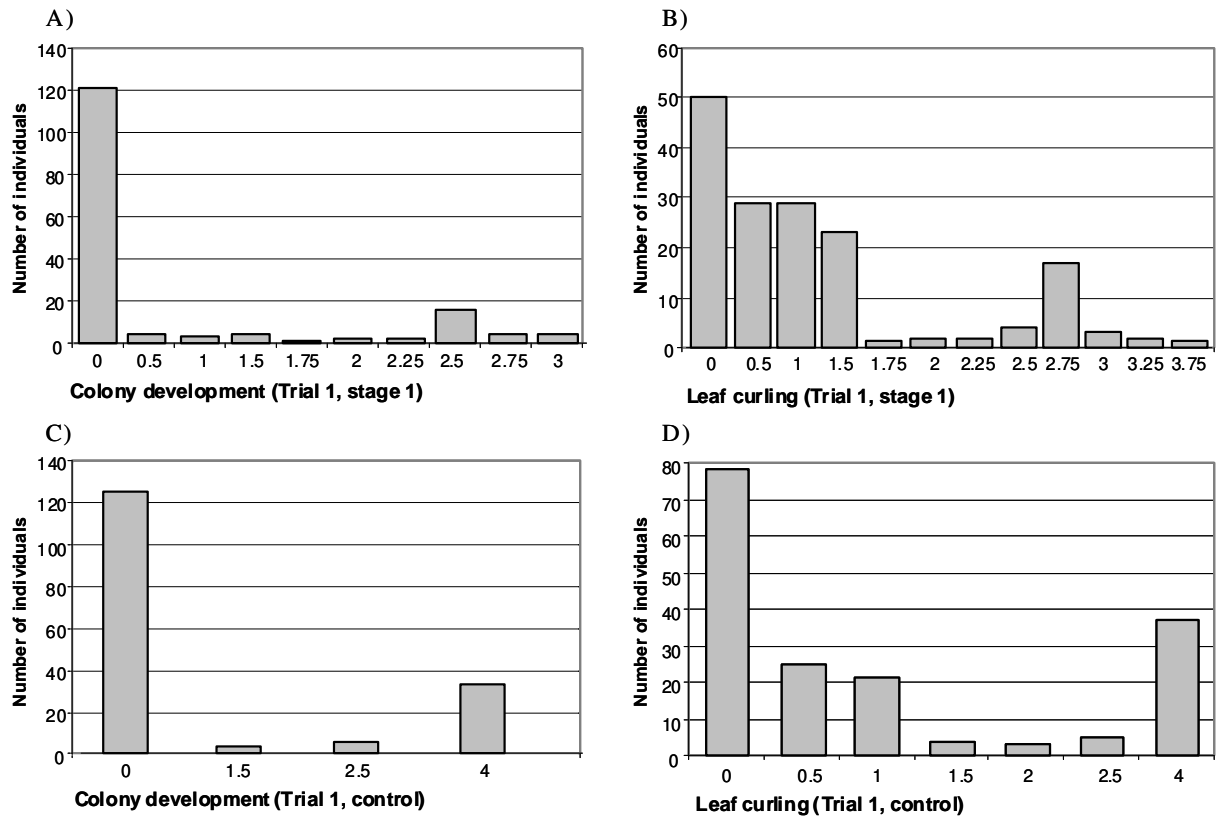 A)
140
120
100
80
60
40
20
0
Number of individuals
0 0.5 1 1.5 1.75 2 2.25 2.5 2.75 3
Colony development (Trial 1, stage 1)
B)
60
50
40
30
20
10
0
Number of individuals
0 0.5 1 1.5 1.75 2 2.25 2.5 2.75 3 3.25 3.75
Leaf curling (Trial 1, stage 1)
C)
140
120
100
80
60
40
20
0
Number of individuals
0 1.5 2.5 4
Colony development (Trial 1, control)
D)
80
70
60
50
40
30
20
10
0
Number of individuals
0 0.5 1 1.5 2 2.5 4
Leaf curling (Trial 1, control)